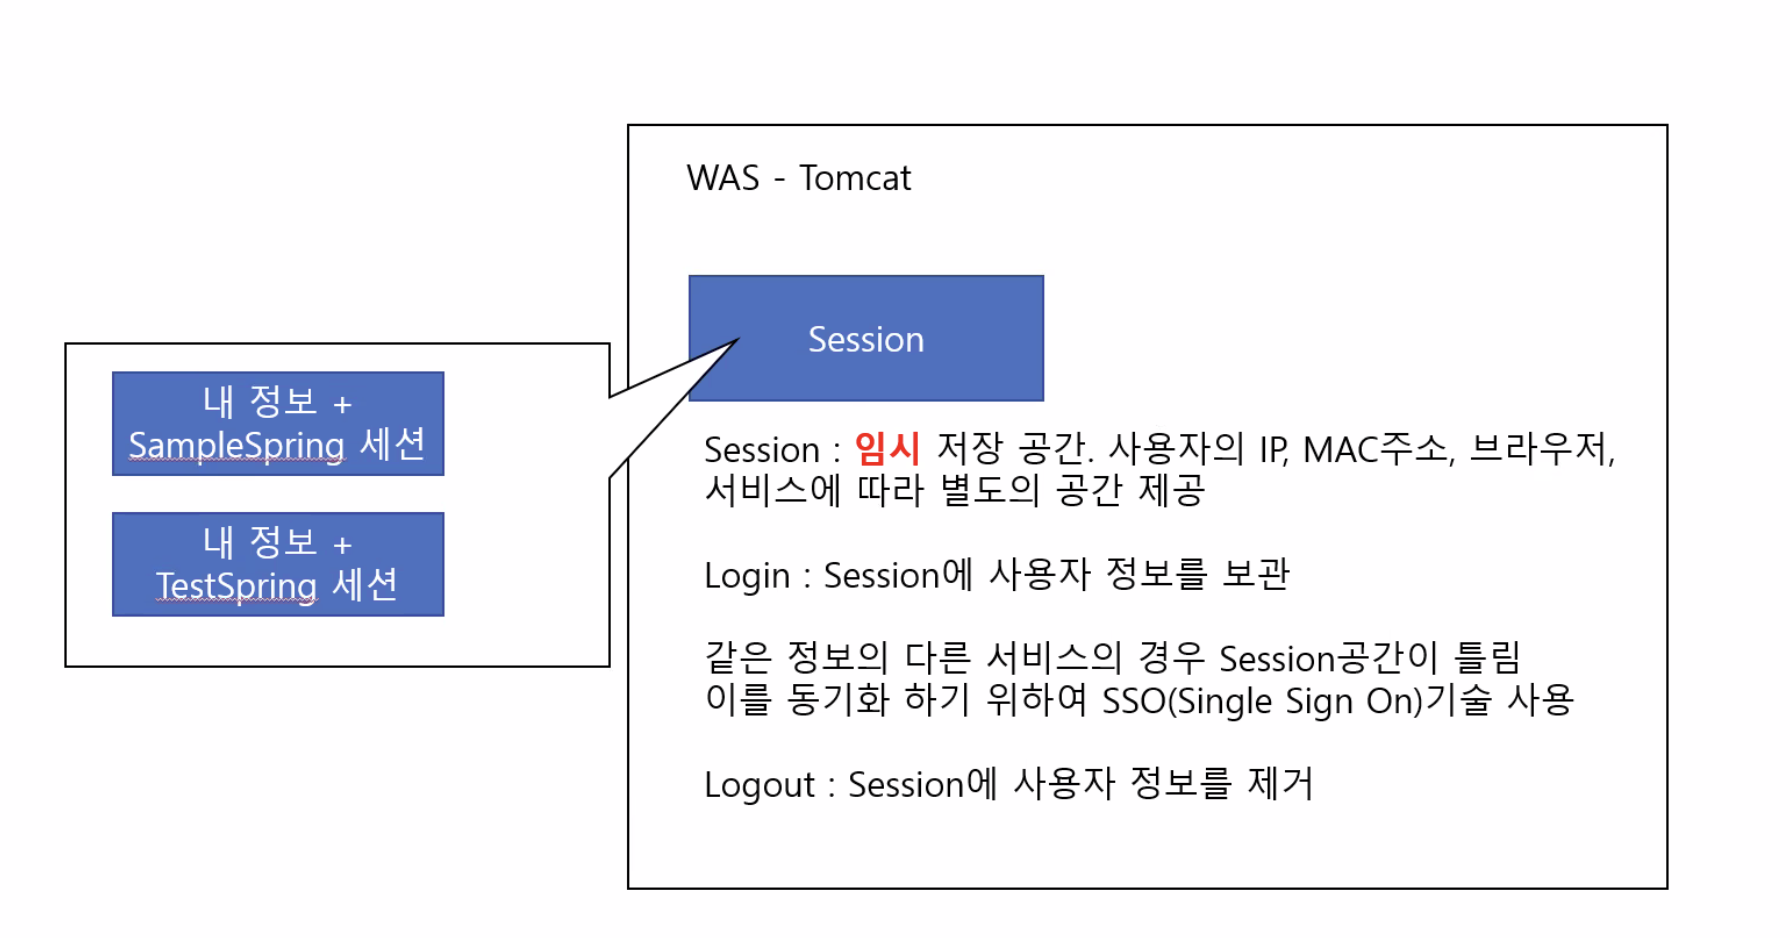 WAS - Tomcat
Session
내 정보 +
SampleSpring 세션
내 정보 +
TestSpring 세션
Session : 임시 저장 공간. 사용자의 IP, MAC주소, 브라우저,
서비스에 따라 별도의 공간 제공
Login : Session에 사용자 정보를 보관
같은 정보의 다른 서비스의 경우 Session공간이 틀림
이를 동기화 하기 위하여 SSO(Single Sign On)기술 사용
Logout : Session에 사용자 정보를 제거